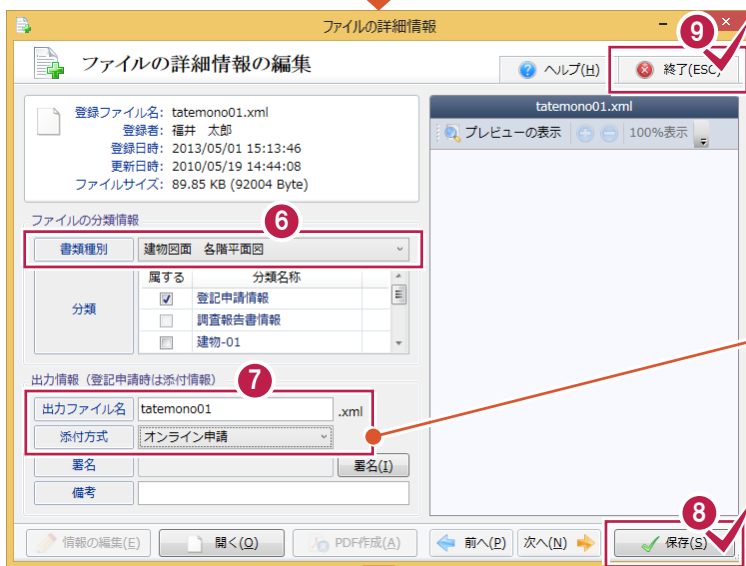 ファイルの詳細情報
ファイルの詳細情報の編集
ヘルプ(H)
終了(ESC)
9
登録ファイル名: tatemono01.xml
登録者: 福井 太郎
登録日時: 2013/05/01 15:13:46
更新日時: 2010/05/19 14:44:08
ファイルサイズ: 89.85 KB (92004 Byte)
tatemono01.xml
プレビューの表示 100%表示
ファイルの分類情報
6
書類種別 建物図面 各階平面図
属する 分類名称
分類
登記申請情報
調査報告書情報
建物-01
出力情報(登記申請時は添付情報)
7
出力ファイル名 tatemono01 .xml
添付方式 オンライン申請
署名 署名(I)
備考
8
情報の編集(E) 開く(O) PDF作成(A) 前へ(P) 次へ(N) 保存(S)